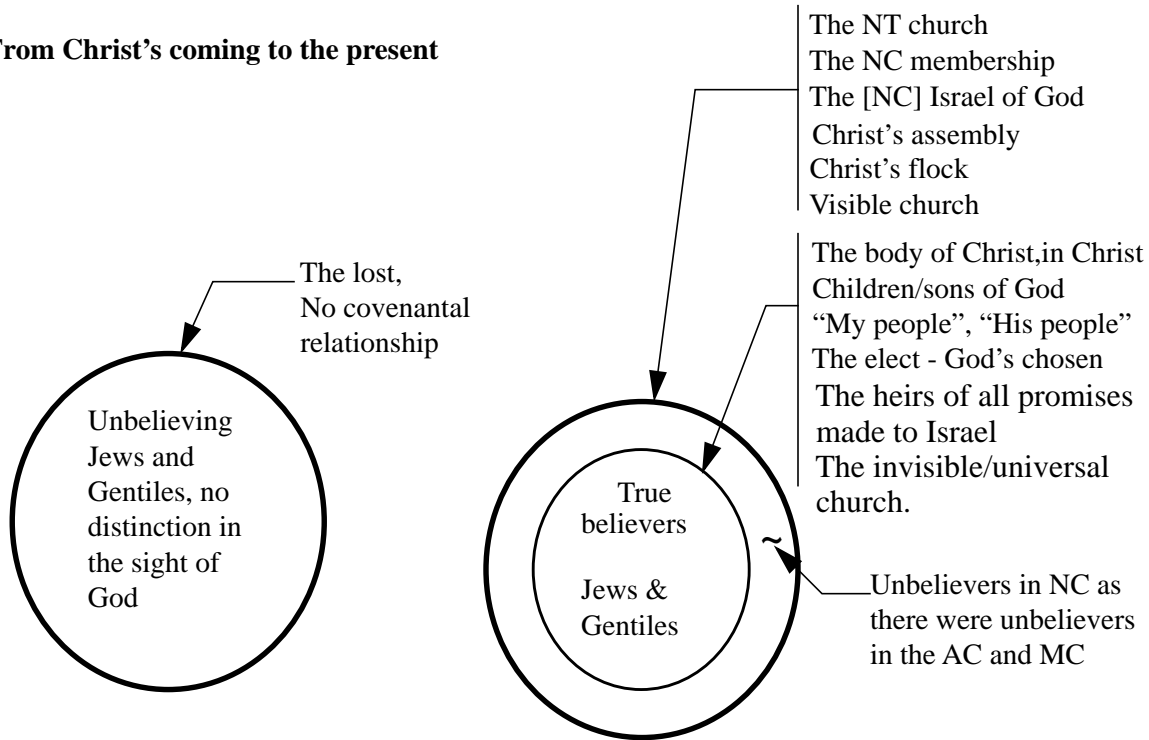 From Christ's coming to the present
The NT church
The NC membership
The [NC] Israel of God
Christ's assembly
Christ's flock
Visible church
The body of Christ,in Christ
Children/sons of God
“My people”, “His people”
The elect - God's chosen
The heirs of all promises
made to Israel
The invisible/universal
church.
The lost,
No covenantal
relationship
Unbelieving
Jews and
Gentiles, no
distinction in
the sight of
God
True
believers
Jews &
Gentiles
~
Unbelievers in NC as
there were unbelievers
in the AC and MC